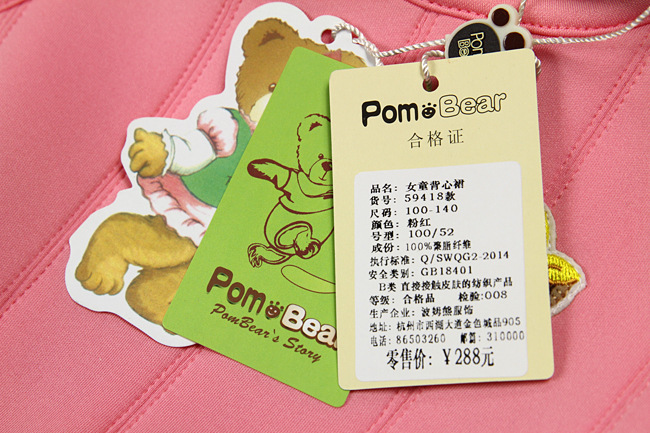 Pom
Bear
Pom Bear
合格证
品名: 女童背心裙
货号: 59418款
尺码: 100-140
颜色: 粉红
号型: 100/52
成份: 100%聚脂纤维
执行标准: Q/SWQG2-2014
安全类别: GB18401
B类 直接接触皮肤的纺织产品
等级: 合格品 检验:008
生产企业: 波姆熊服饰
地址: 杭州市西湖大道金色城品905
电话: 86503260 邮编: 310000
零售价: ¥288元
Pom Bear
PomBear's Story